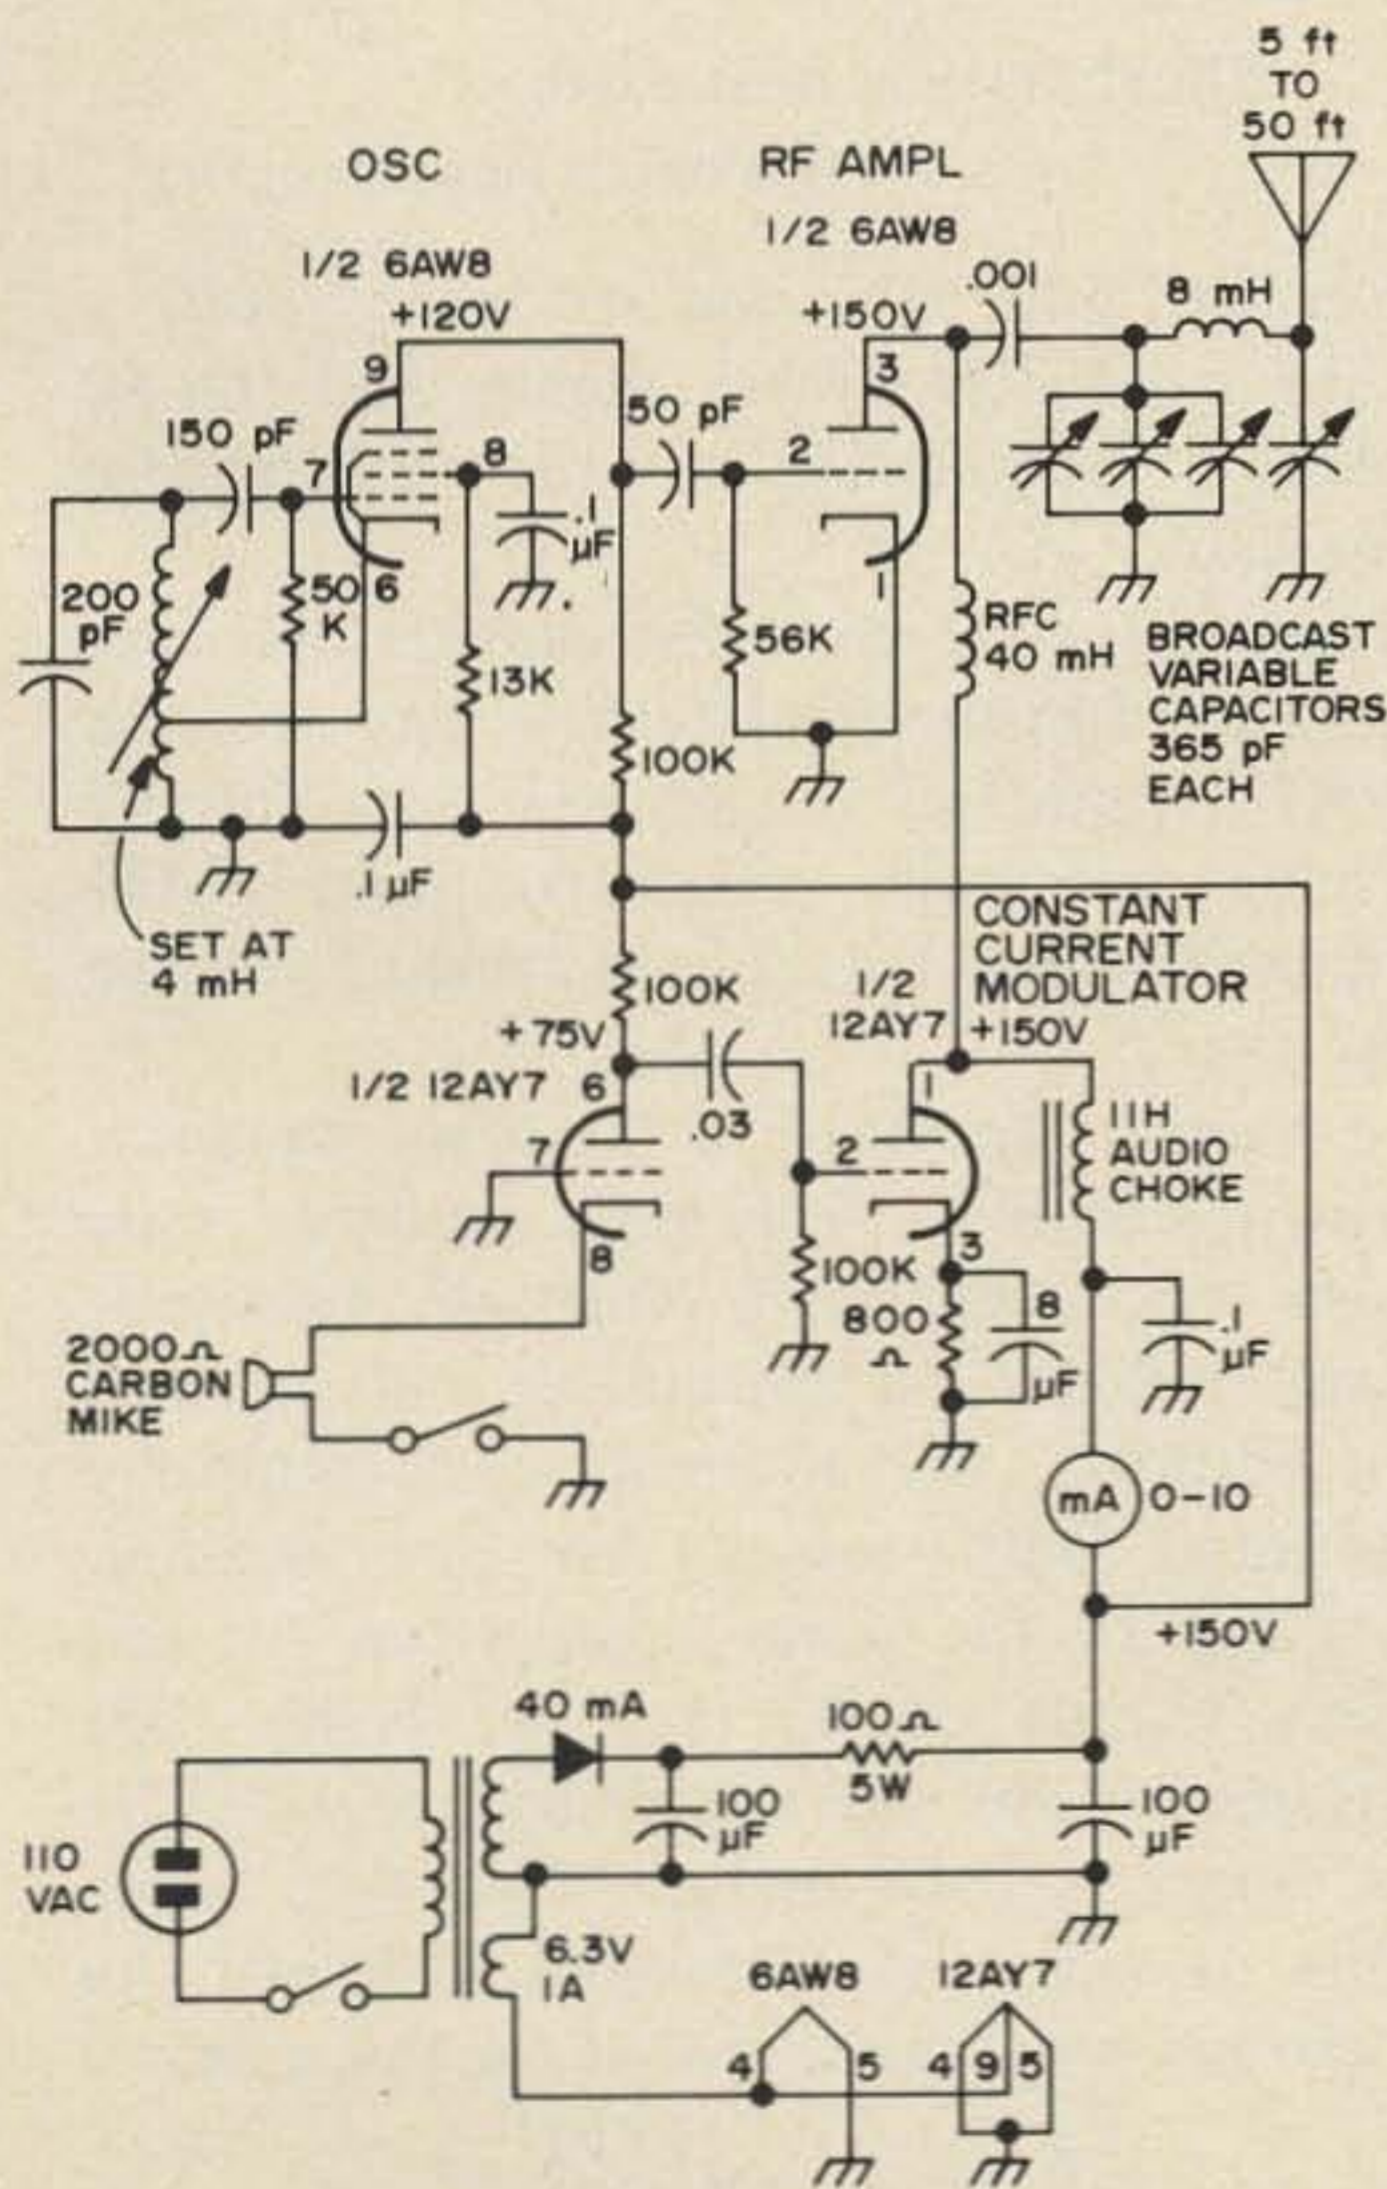 5 ft
TO
50 ft
OSC
RF AMPL
1/2 6AW8
1/2 6AW8
+120V
+150V
.001
8 mH
9
3
150 pF
50 pF
7
8
2
.1
µF
200
pF
50
K
6
1
56K
13K
RFC
40 mH
BROADCAST
VARIABLE
CAPACITORS
365 pF
EACH
100K
.1 µF
SET AT
4 mH
CONSTANT
CURRENT
MODULATOR
100K
1/2
12AY7
+75V
+150V
1/2 12AY7
6
1
.03
7
2
11H
AUDIO
CHOKE
8
3
100K
800
Ω
8
µF
.1
µF
2000Ω
CARBON
MIKE
mA
0-10
+150V
40 mA
100Ω
5W
100
µF
100
µF
110
VAC
6.3V
1A
6AW8
12AY7
4
5
4
9
5